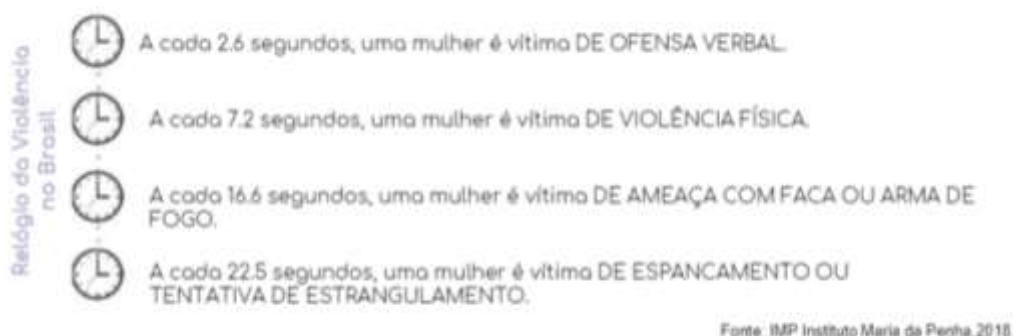 Relógio da Violência
no Brasil
A cada 2.6 segundos, uma mulher é vítima DE OFENSA VERBAL.
A cada 7.2 segundos, uma mulher é vítima DE VIOLÊNCIA FÍSICA.
A cada 16.6 segundos, uma mulher é vítima DE AMEAÇA COM FACA OU ARMA DE
FOGO.
A cada 22.5 segundos, uma mulher é vítima DE ESPANCAMENTO OU
TENTATIVA DE ESTRANGULAMENTO.
Fonte: IMP Instituto Maria da Penha, 2018.